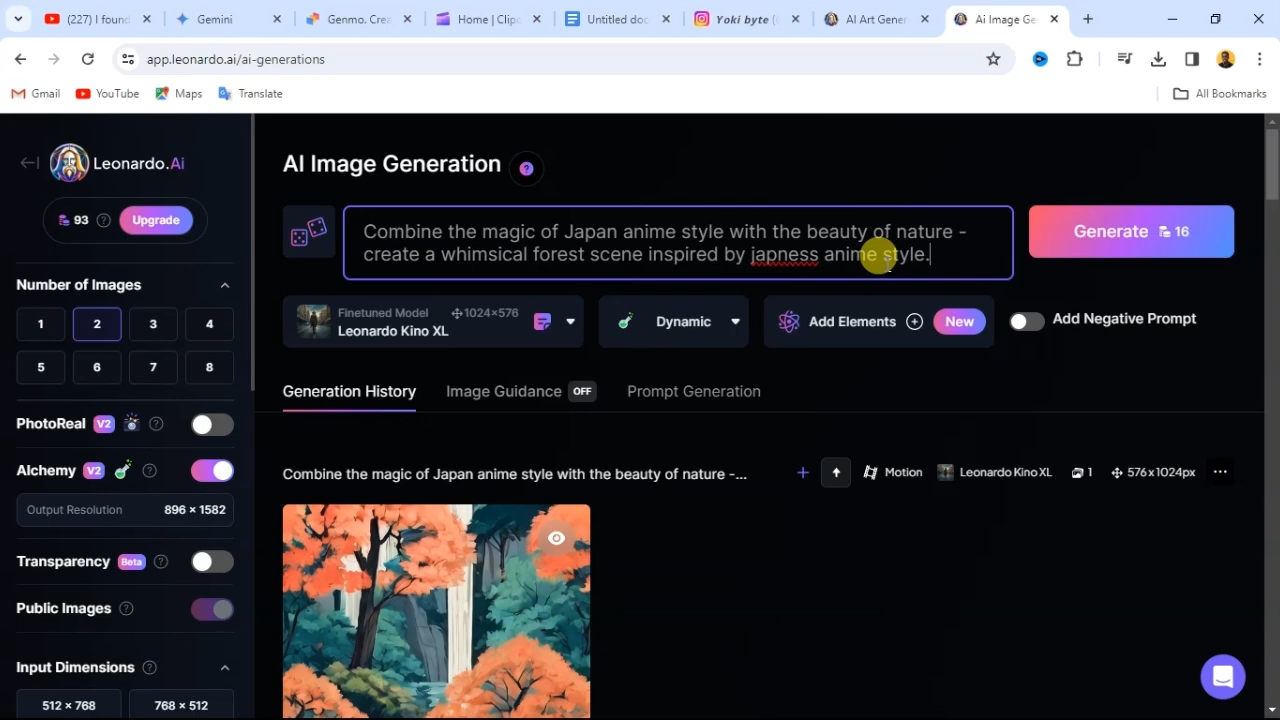 (227) I found
Gemini
Genmo. Crea
Home | Clip
Untitled doc
Yoki byte (
AI Art Gener
Ai Image Ge
app.leonardo.ai/ai-generations
Gmail
YouTube
Maps
Translate
All Bookmarks
Leonardo.Ai
93
Upgrade
Number of Images
1
2
3
4
5
6
7
8
PhotoReal V2
Alchemy V2
Output Resolution 896 × 1582
Transparency Beta
Public Images
Input Dimensions
512 × 768
768 × 512
AI Image Generation
Combine the magic of Japan anime style with the beauty of nature -
create a whimsical forest scene inspired by japness anime style.
Generate 16
Finetuned Model 1024×576
Leonardo Kino XL
Dynamic
Add Elements
New
Add Negative Prompt
Generation History
Image Guidance OFF
Prompt Generation
Combine the magic of Japan anime style with the beauty of nature -...
Motion
Leonardo Kino XL
1
576 x 1024px